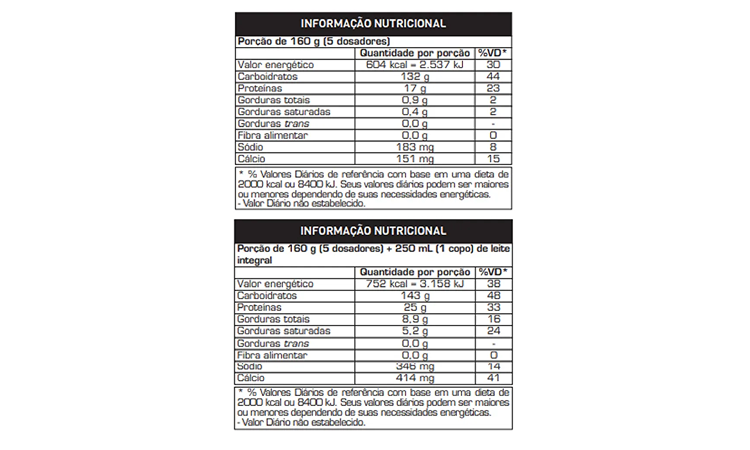 INFORMAÇÃO NUTRICIONAL
Porção de 160 g (5 dosadores)
Quantidade por porção %VD*
Valor energético 604 kcal = 2.537 kJ 30
Carboidratos 132 g 44
Proteínas 17 g 23
Gorduras totais 0,9 g 2
Gorduras saturadas 0,4 g 2
Gorduras trans 0,0 g -
Fibra alimentar 0,0 g 0
Sódio 183 mg 8
Cálcio 151 mg 15
* % Valores Diários de referência com base em uma dieta de
2000 kcal ou 8400 kJ. Seus valores diários podem ser maiores
ou menores dependendo de suas necessidades energéticas.
- Valor Diário não estabelecido.
INFORMAÇÃO NUTRICIONAL
Porção de 160 g (5 dosadores) + 250 mL (1 copo) de leite
integral
Quantidade por porção %VD*
Valor energético 752 kcal = 3.158 kJ 38
Carboidratos 143 g 48
Proteínas 25 g 33
Gorduras totais 8,9 g 16
Gorduras saturadas 5,2 g 24
Gorduras trans 0,0 g -
Fibra alimentar 0,0 g 0
Sódio 346 mg 14
Cálcio 414 mg 41
* % Valores Diários de referência com base em uma dieta de
2000 kcal ou 8400 kJ. Seus valores diários podem ser maiores
ou menores dependendo de suas necessidades energéticas.
- Valor Diário não estabelecido.